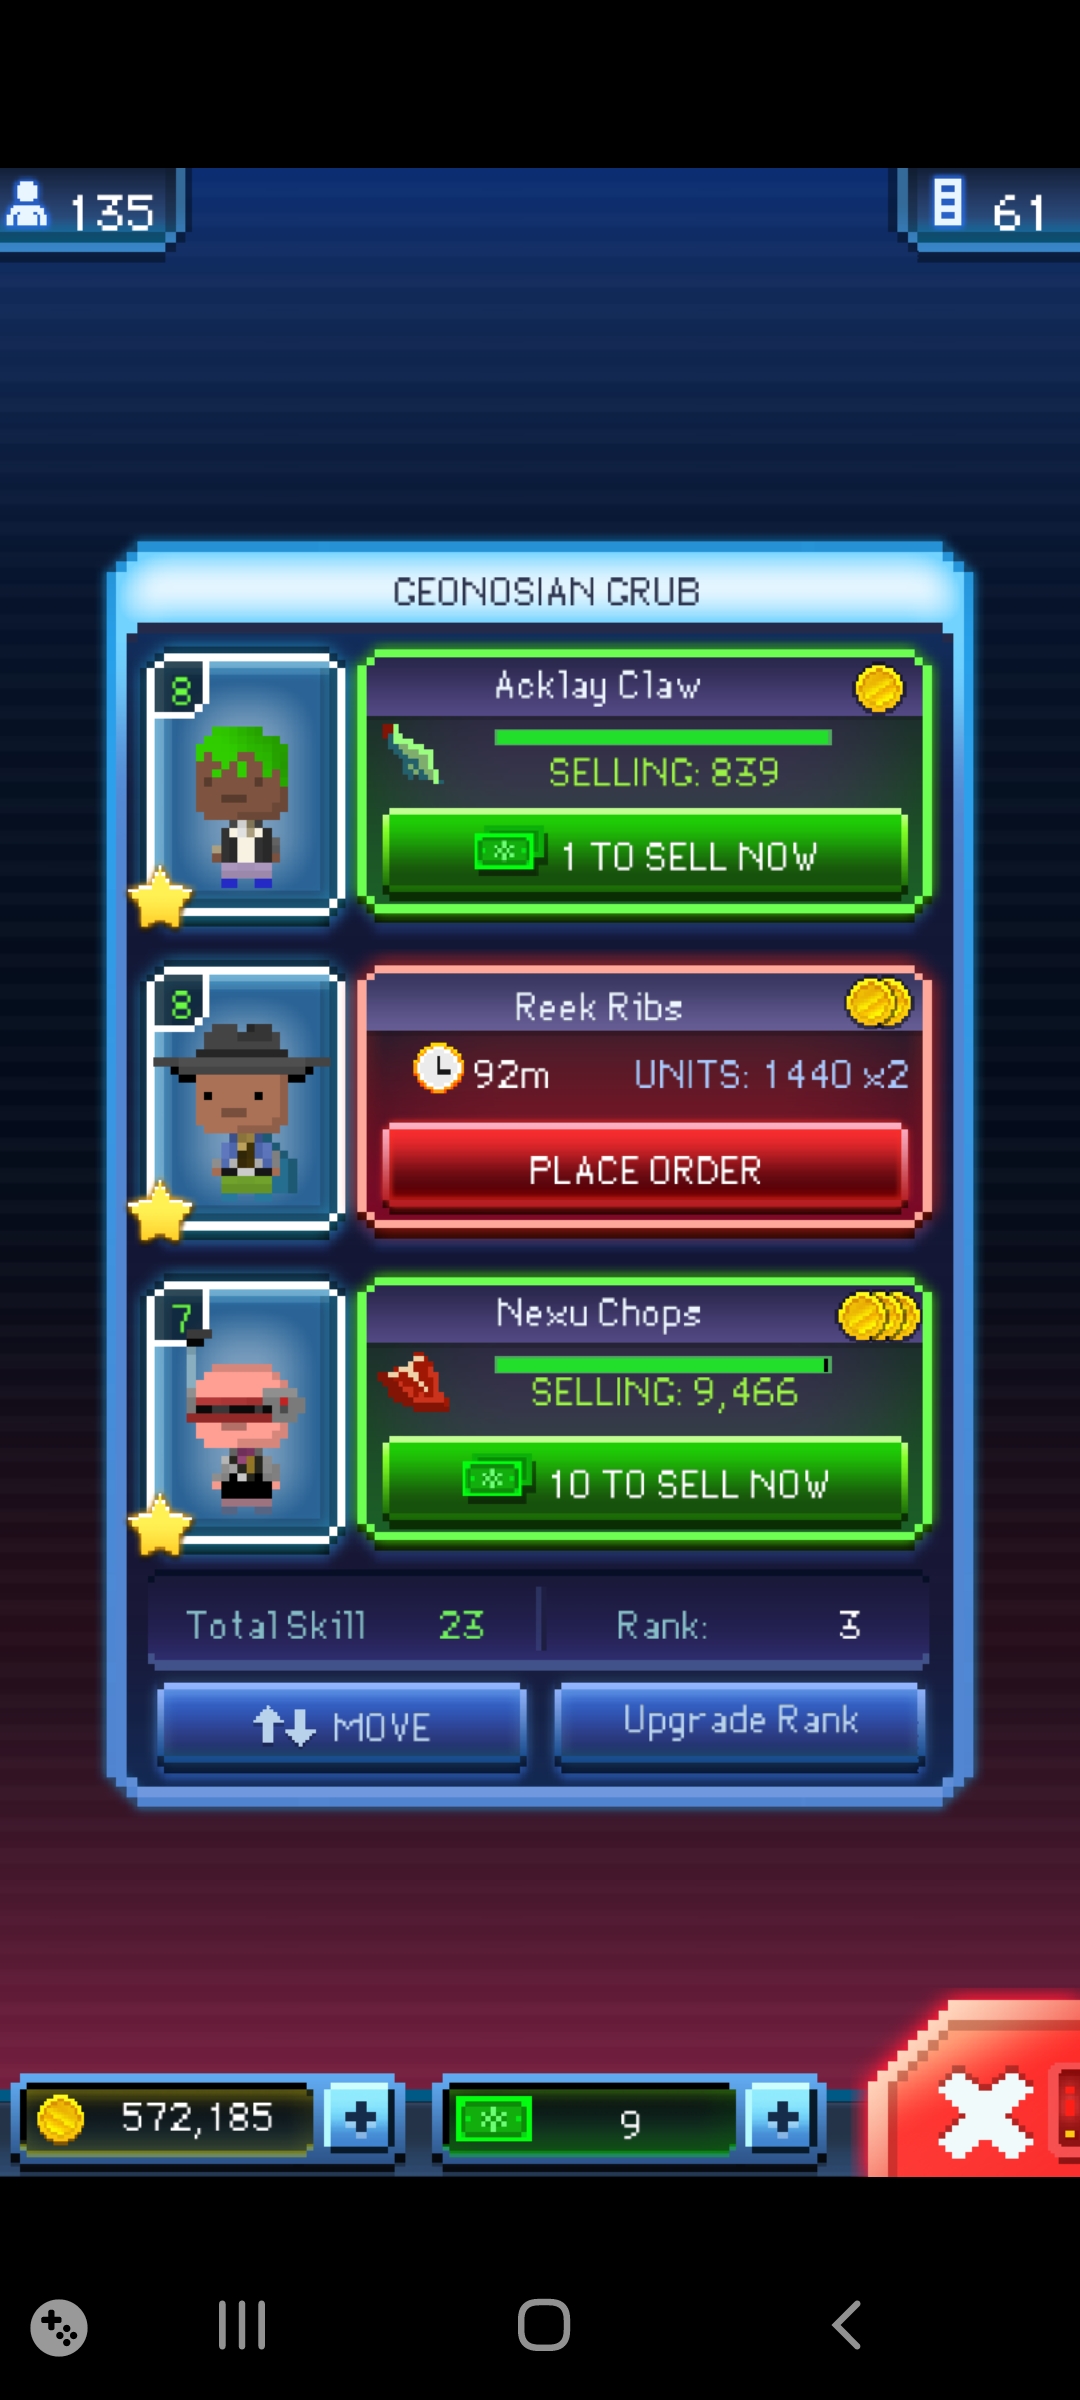 135
61
GEONOSIAN GRUB
8
Acklay Claw
SELLING: 839
1 TO SELL NOW
8
Reek Ribs
92m UNITS: 1440 x2
PLACE ORDER
7
Nexu Chops
SELLING: 9,466
10 TO SELL NOW
Total Skill 23 Rank: 3
MOVE Upgrade Rank
572,185 + 9 +